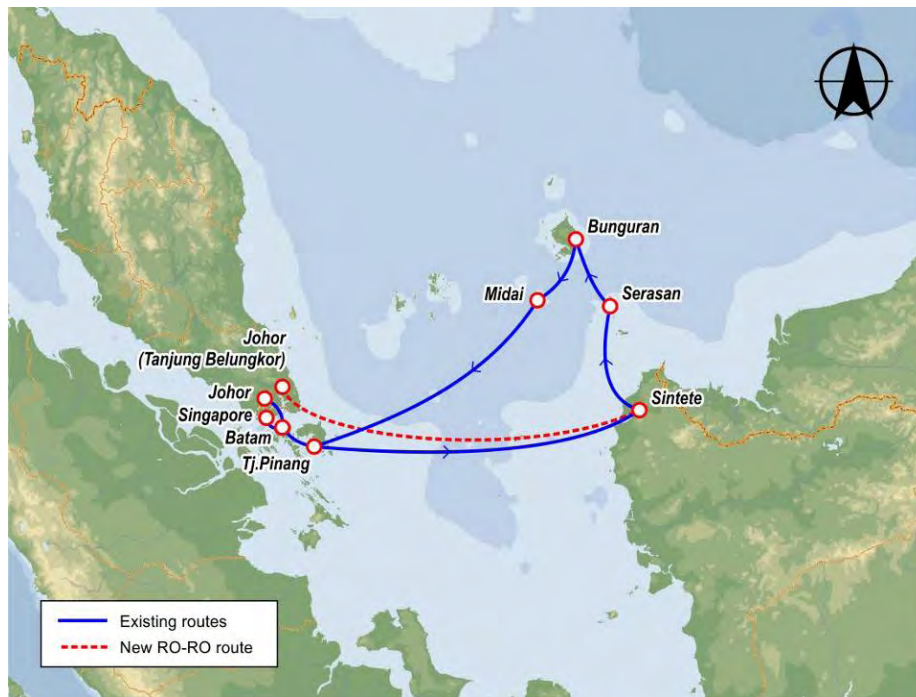 Bunguran
Midai
Serasan
Johor
(Tanjung Belungkor)
Johor
Singapore
Batam
Tj.Pinang
Sintete
Existing routes
New RO-RO route